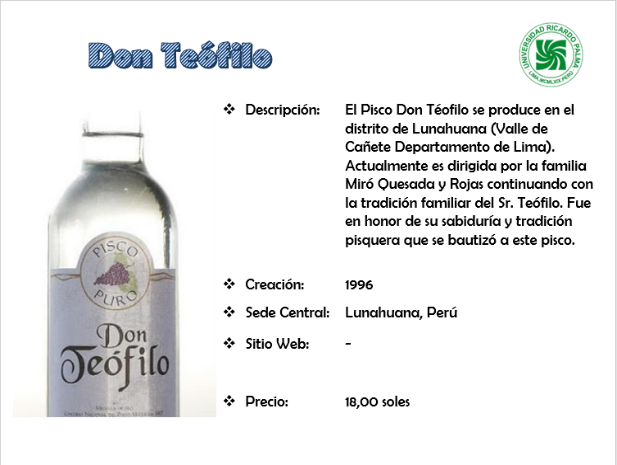 Don Teófilo
UNIVERSIDAD RICARDO PALMA
LIMA-MCMLXIX-PERÚ
❖ Descripción: El Pisco Don Téofilo se produce en el
distrito de Lunahuana (Valle de
Cañete Departamento de Lima).
Actualmente es dirigida por la familia
Miró Quesada y Rojas continuando con
la tradición familiar del Sr. Teófilo. Fue
en honor de su sabiduría y tradición
pisquera que se bautizó a este pisco.
❖ Creación: 1996
❖ Sede Central: Lunahuana, Perú
❖ Sitio Web: -
❖ Precio: 18,00 soles
PISCO
PURO
Don
Teófilo